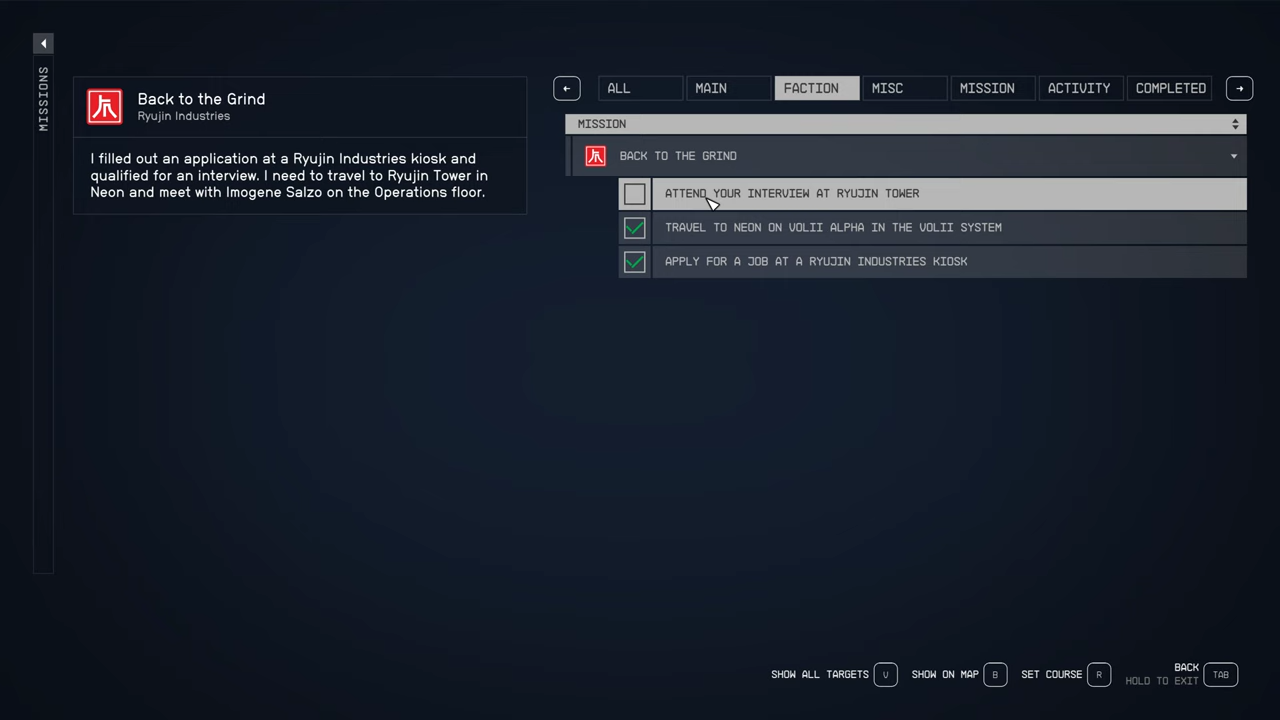 MISSIONS
Back to the Grind
Ryujin Industries
I filled out an application at a Ryujin Industries kiosk and
qualified for an interview. I need to travel to Ryujin Tower in
Neon and meet with Imogene Salzo on the Operations floor.
ALL MAIN FACTION MISC MISSION ACTIVITY COMPLETED
MISSION
BACK TO THE GRIND
ATTEND YOUR INTERVIEW AT RYUJIN TOWER
TRAVEL TO NEON ON VOLII ALPHA IN THE VOLII SYSTEM
APPLY FOR A JOB AT A RYUJIN INDUSTRIES KIOSK
SHOW ALL TARGETS V SHOW ON MAP B SET COURSE R BACK TAB
HOLD TO EXIT